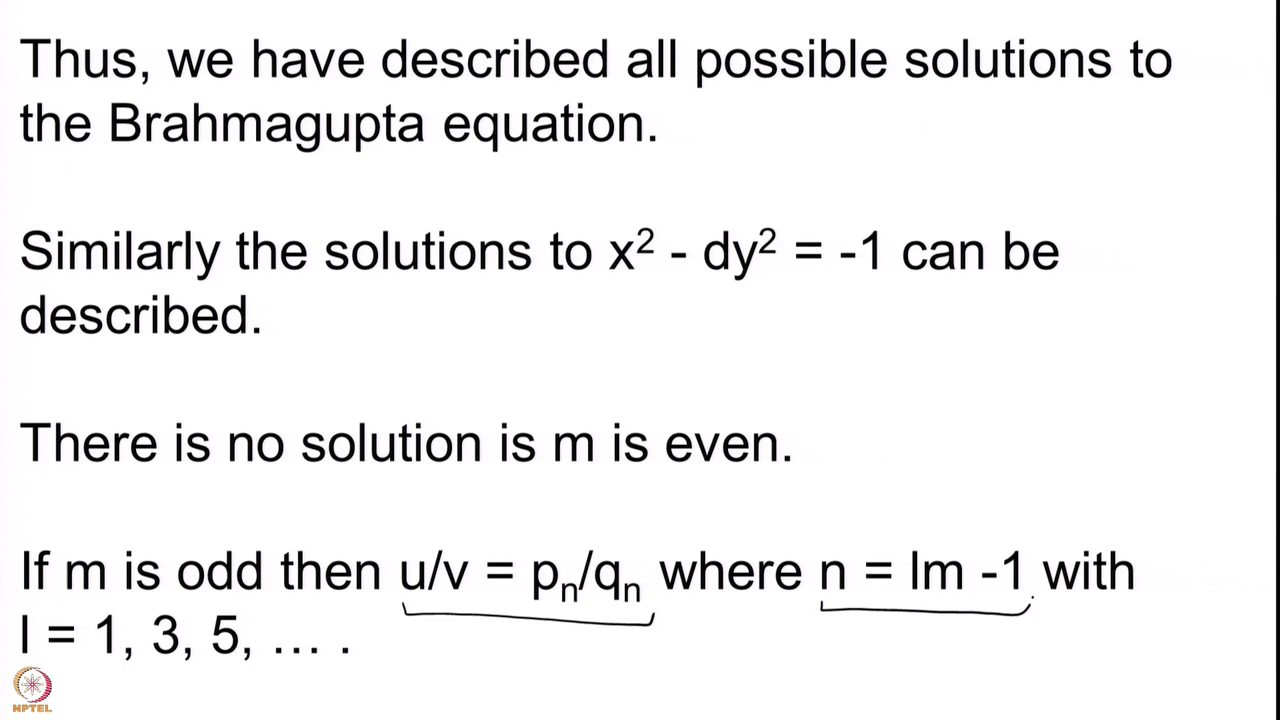 Thus, we have described all possible solutions to
the Brahmagupta equation.
Similarly the solutions to x² - dy² = -1 can be
described.
There is no solution is m is even.
If m is odd then u/v = pₙ/qₙ where n = lm -1 with
l = 1, 3, 5, ... .
NPTEL